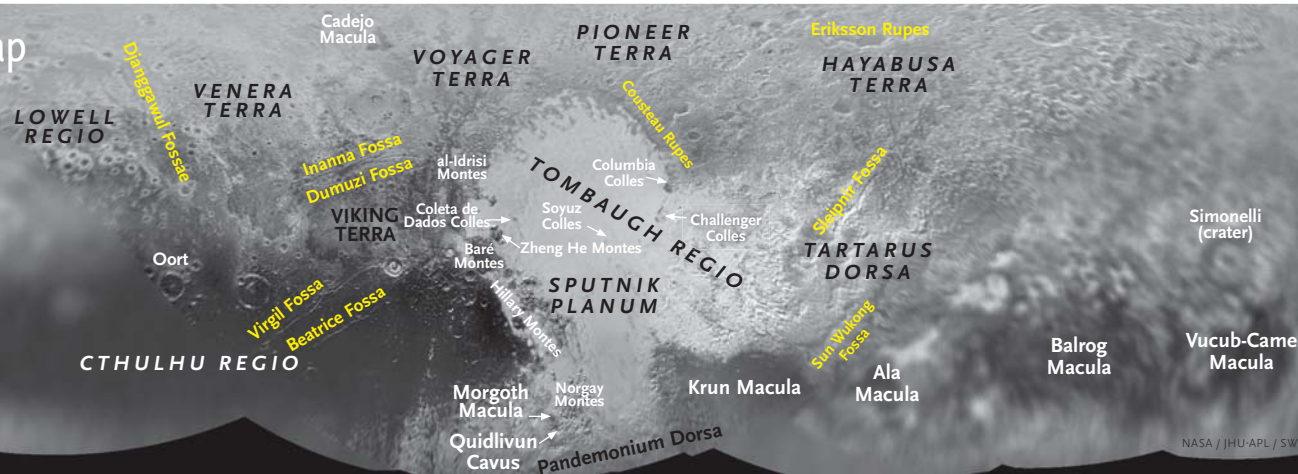 ap
Cadejo
Macula
PIONEER
TERRA
Eriksson Rupes
VOYAGER
TERRA
HAYABUSA
TERRA
Djanggawul Fossae
VENERA
TERRA
LOWELL
REGIO
Cousteau Rupes
Inanna Fossa
Dumuzi Fossa
al-Idrisi
Montes
Columbia
Colles
TOMBAUGH REGIO
Sleipnir Fossa
VIKING
TERRA
Coleta de
Dados Colles
Soyuz
Colles
Challenger
Colles
Simonelli
(crater)
Oort
Baré
Montes
Zheng He Montes
TARTARUS
DORSA
SPUTNIK
PLANUM
Virgil Fossa
Beatrice Fossa
Hillary Montes
Sun Wukong
Fossa
CTHULHU REGIO
Balrog
Macula
Vucub-Came
Macula
Krun Macula
Ala
Macula
Morgoth
Macula
Norgay
Montes
Quidlivun
Cavus
Pandemonium Dorsa
NASA / JHU-APL / SW